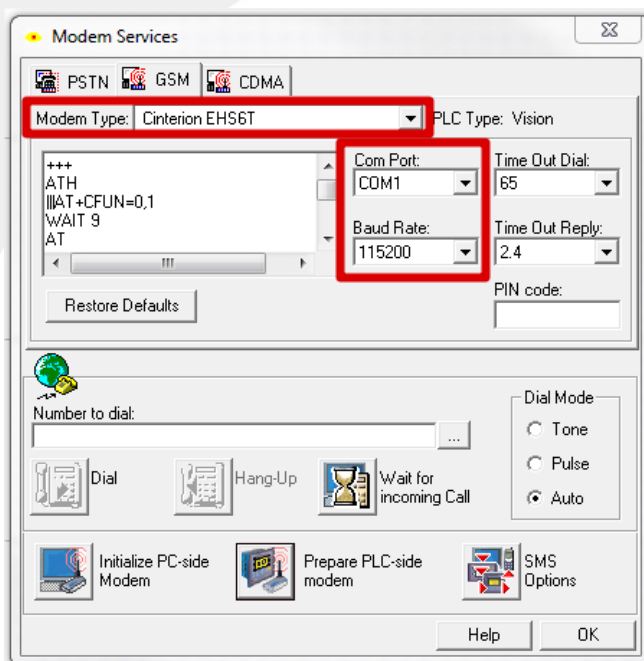 Modem Services
PSTN GSM CDMA
Modem Type: Cinterion EHS6T PLC Type: Vision
+++
ATH
|||AT+CFUN=0,1
WAIT 9
AT
Com Port:
COM1
Time Out Dial:
65
Baud Rate:
115200
Time Out Reply:
2.4
PIN code:
Restore Defaults
Number to dial:
...
Dial
Hang-Up
Wait for
incoming Call
Dial Mode
Tone
Pulse
Auto
Initialize PC-side
Modem
Prepare PLC-side
modem
SMS
Options
Help OK